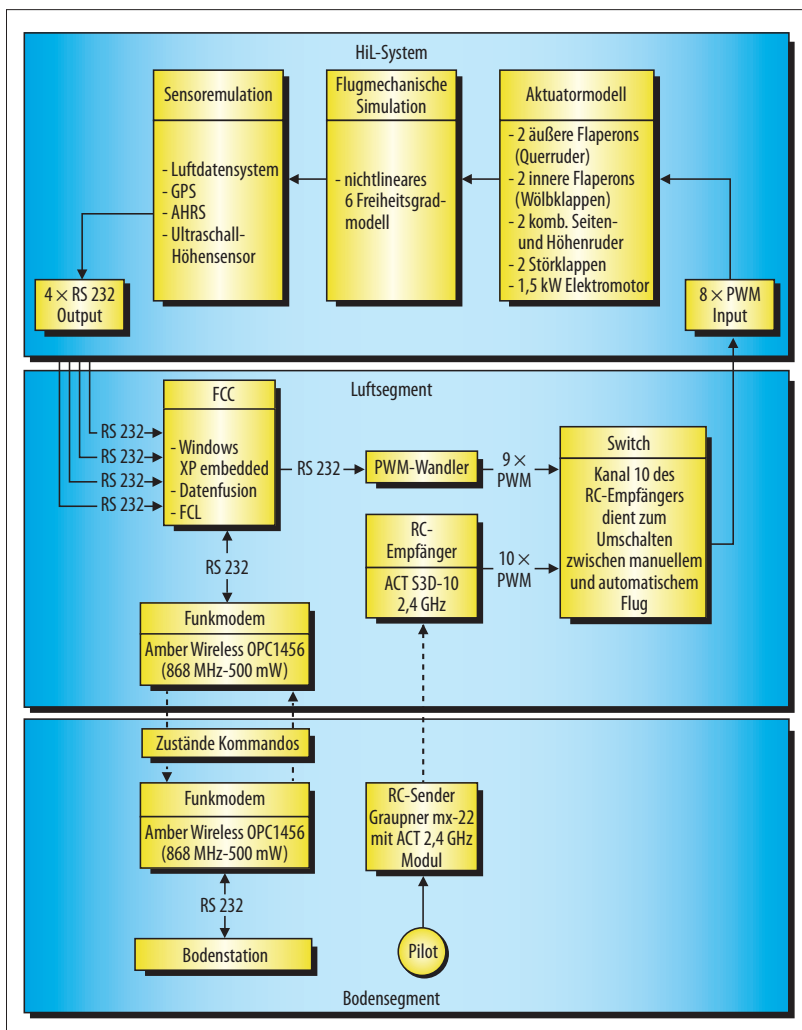 HiL-System
Sensoremulation
- Luftdatensystem
- GPS
- AHRS
- Ultraschall-
Höhensensor
Flugmechanische
Simulation
- nichtlineares
6 Freiheitsgrad-
modell
Aktuatormodell
- 2 äußere Flaperons
(Querruder)
- 2 innere Flaperons
(Wölbklappen)
- 2 komb. Seiten-
und Höhenruder
- 2 Störklappen
- 1,5 kW Elektromotor
4 × RS 232
Output
8 × PWM
Input
Luftsegment
RS 232
RS 232
RS 232
RS 232
FCC
- Windows
XP embedded
- Datenfusion
- FCL
RS 232
PWM-Wandler
9 ×
PWM
Switch
Kanal 10 des
RC-Empfängers
dient zum
Umschalten
zwischen manuellem
und automatischem
Flug
RC-
Empfänger
ACT S3D-10
2,4 GHz
10 ×
PWM
RS 232
Funkmodem
Amber Wireless OPC1456
(868 MHz-500 mW)
Zustände Kommandos
Funkmodem
Amber Wireless OPC1456
(868 MHz-500 mW)
RS 232
Bodenstation
RC-Sender
Graupner mx-22
mit ACT 2,4 GHz
Modul
Pilot
Bodensegment